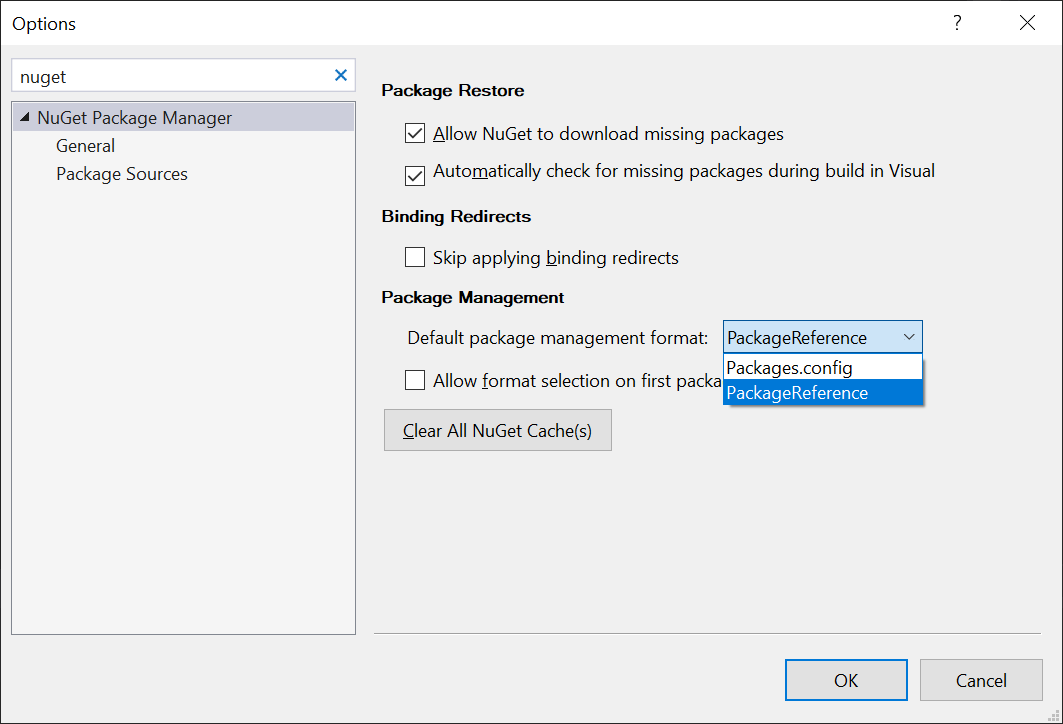 Options
?
nuget
NuGet Package Manager
General
Package Sources
Package Restore
Allow NuGet to download missing packages
Automatically check for missing packages during build in Visual
Binding Redirects
Skip applying binding redirects
Package Management
Default package management format: PackageReference
Packages.config
PackageReference
Allow format selection on first packa
Clear All NuGet Cache(s)
OK
Cancel